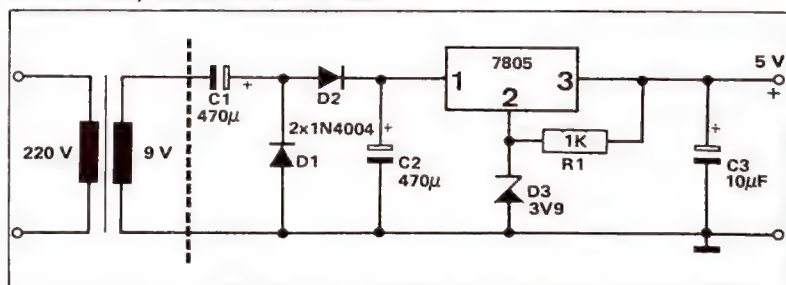 220 V
9 V
C1
470µ
+
D2
2x1N4004
D1
+
C2
470µ
1
7805
3
2
1K
R1
D3
3V9
+
C3
10µF
5 V
+